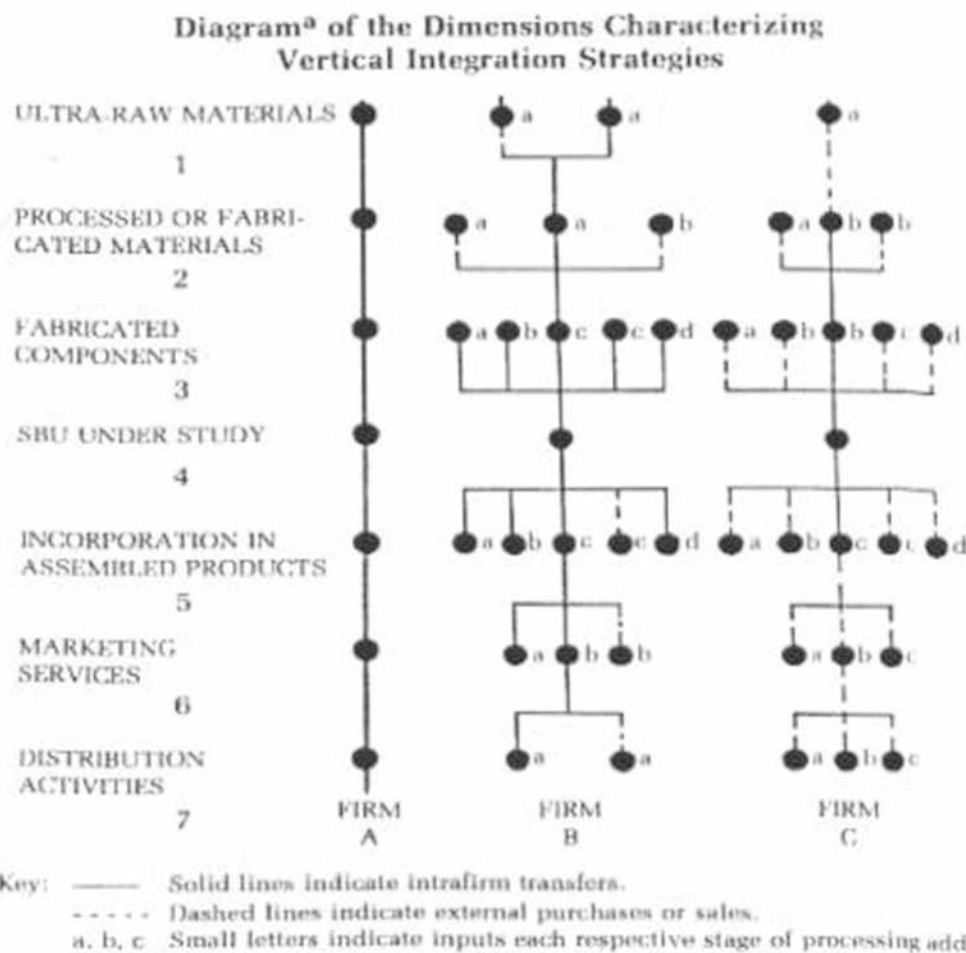 Diagramᵃ of the Dimensions Characterizing
Vertical Integration Strategies
ULTRA-RAW MATERIALS
a a a
1
PROCESSED OR FABRI-
CATED MATERIALS
a a b a b b
2
FABRICATED
COMPONENTS
a b c c d a b b c d
3
SBU UNDER STUDY
4
INCORPORATION IN
ASSEMBLED PRODUCTS
a b c c d a b c c d
5
MARKETING
SERVICES
a b b a b c
6
DISTRIBUTION
ACTIVITIES
a a a b c
7
FIRM FIRM FIRM
A B C
Key: Solid lines indicate intrafirm transfers.
Dashed lines indicate external purchases or sales.
a, b, c Small letters indicate inputs each respective stage of processing add